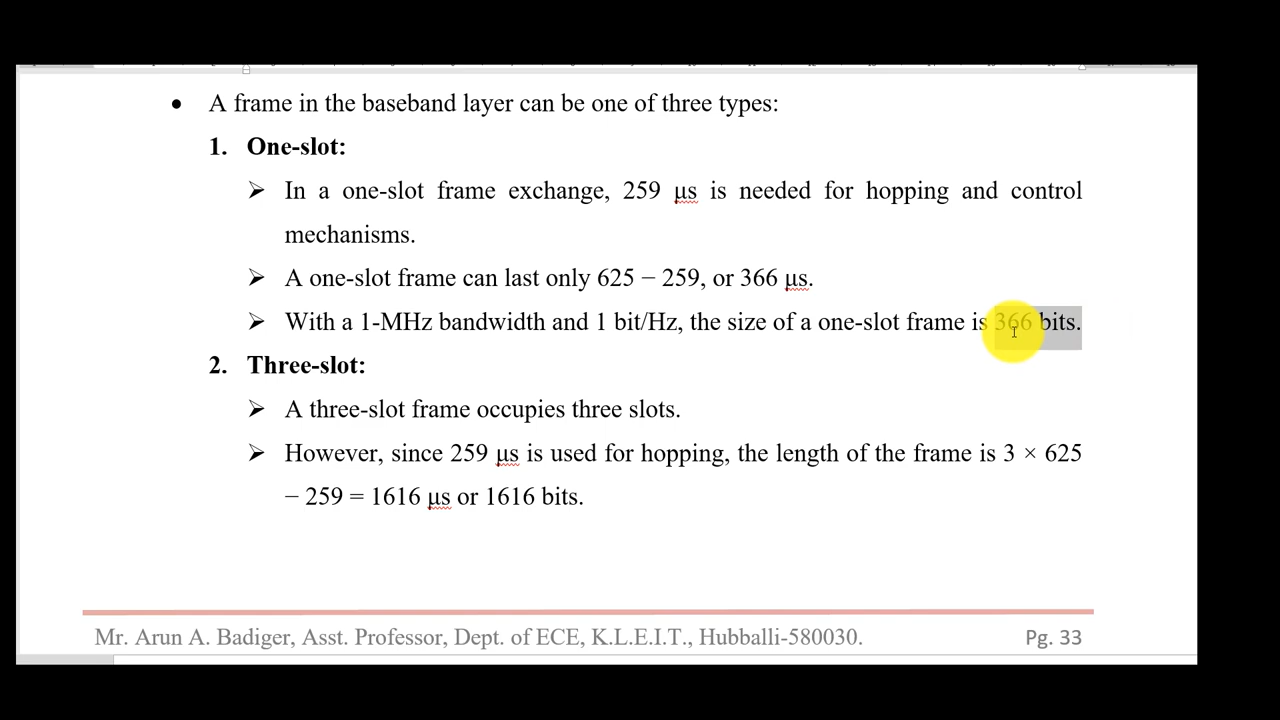 • A frame in the baseband layer can be one of three types:
1. One-slot:
➢ In a one-slot frame exchange, 259 μs is needed for hopping and control
mechanisms.
➢ A one-slot frame can last only 625 − 259, or 366 μs.
➢ With a 1-MHz bandwidth and 1 bit/Hz, the size of a one-slot frame is 366 bits.
2. Three-slot:
➢ A three-slot frame occupies three slots.
➢ However, since 259 μs is used for hopping, the length of the frame is 3 × 625
− 259 = 1616 μs or 1616 bits.
Mr. Arun A. Badiger, Asst. Professor, Dept. of ECE, K.L.E.I.T., Hubballi-580030. Pg. 33